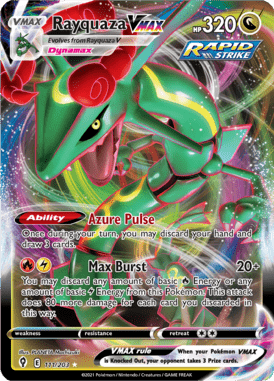 VMAX Rayquaza VMAX HP 320
Evolves from Rayquaza V
Dynamax
RAPID STRIKE
Ability Azure Pulse
Once during your turn, you may discard your hand and
draw 3 cards.
Max Burst 20+
You may discard any amount of basic Energy or any
amount of basic Energy from this Pokémon. This attack
does 80 more damage for each card you discarded in
this way.
weakness resistance retreat
VMAX rule When your Pokémon VMAX
is Knocked Out, your opponent takes 3 Prize cards.
E 111/203
©2021 Pokémon / Nintendo / Creatures / GAME FREAK